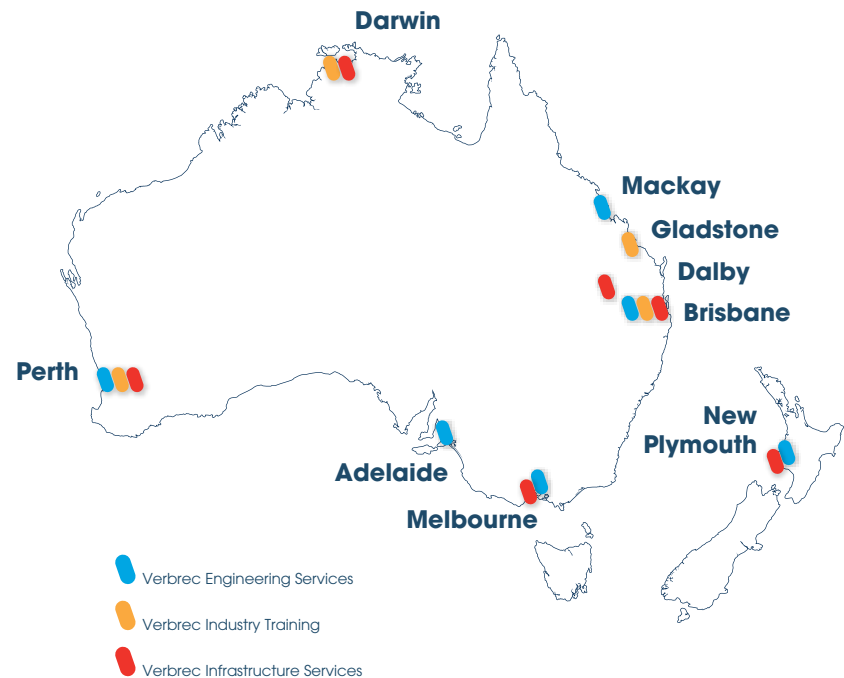 Darwin
Mackay
Gladstone
Dalby
Brisbane
Perth
New
Plymouth
Adelaide
Melbourne
Verbrec Engineering Services
Verbrec Industry Training
Verbrec Infrastructure Services